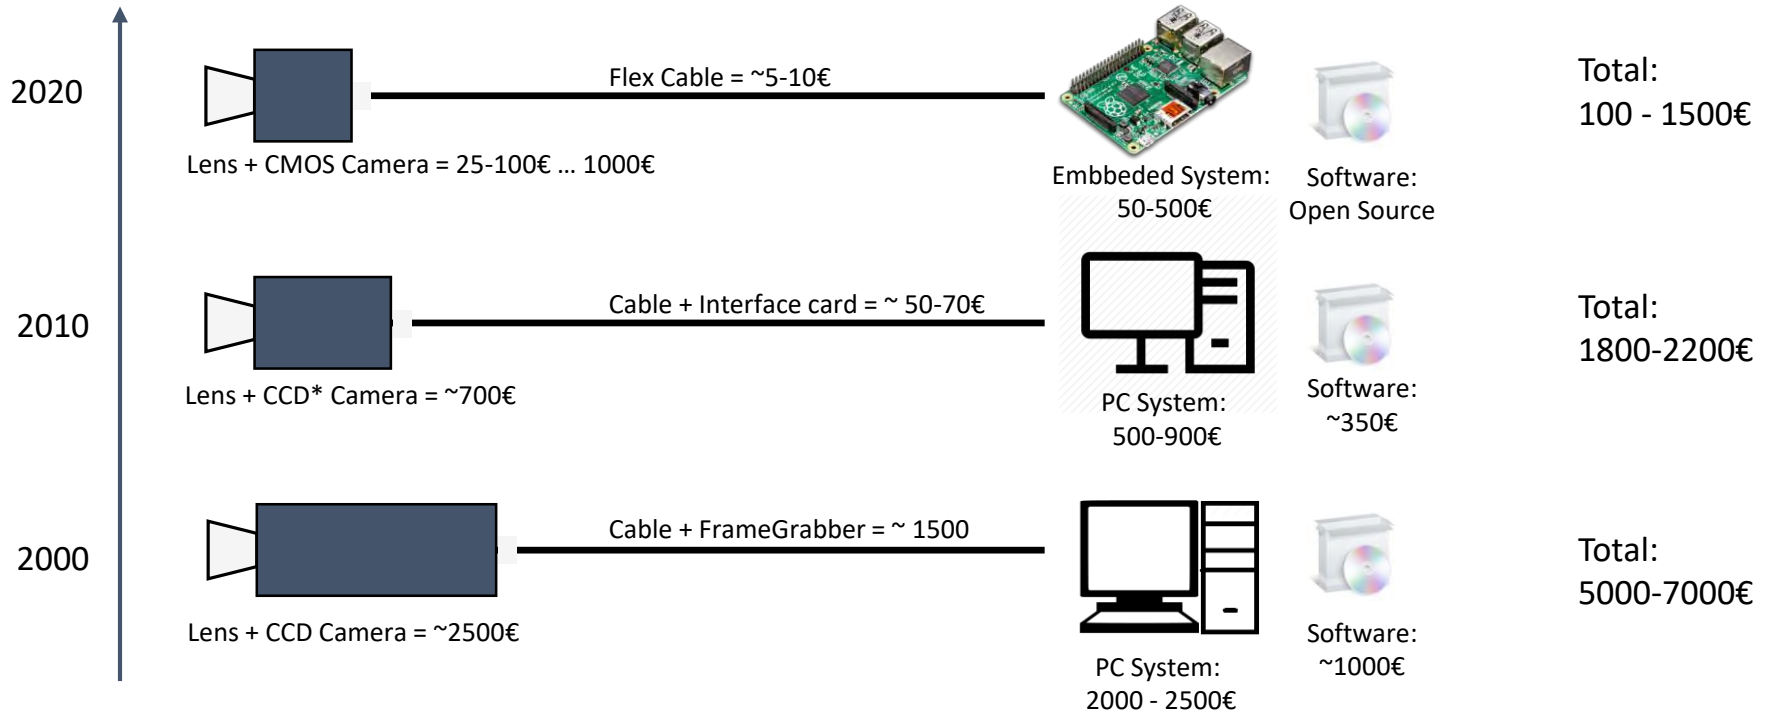 2020
Flex Cable = ~5-10€
Lens + CMOS Camera = 25-100€ ... 1000€
Embbeded System:
50-500€
Software:
Open Source
Total:
100 - 1500€
2010
Cable + Interface card = ~ 50-70€
Lens + CCD* Camera = ~700€
PC System:
500-900€
Software:
~350€
Total:
1800-2200€
2000
Cable + FrameGrabber = ~ 1500
Lens + CCD Camera = ~2500€
PC System:
2000 - 2500€
Software:
~1000€
Total:
5000-7000€